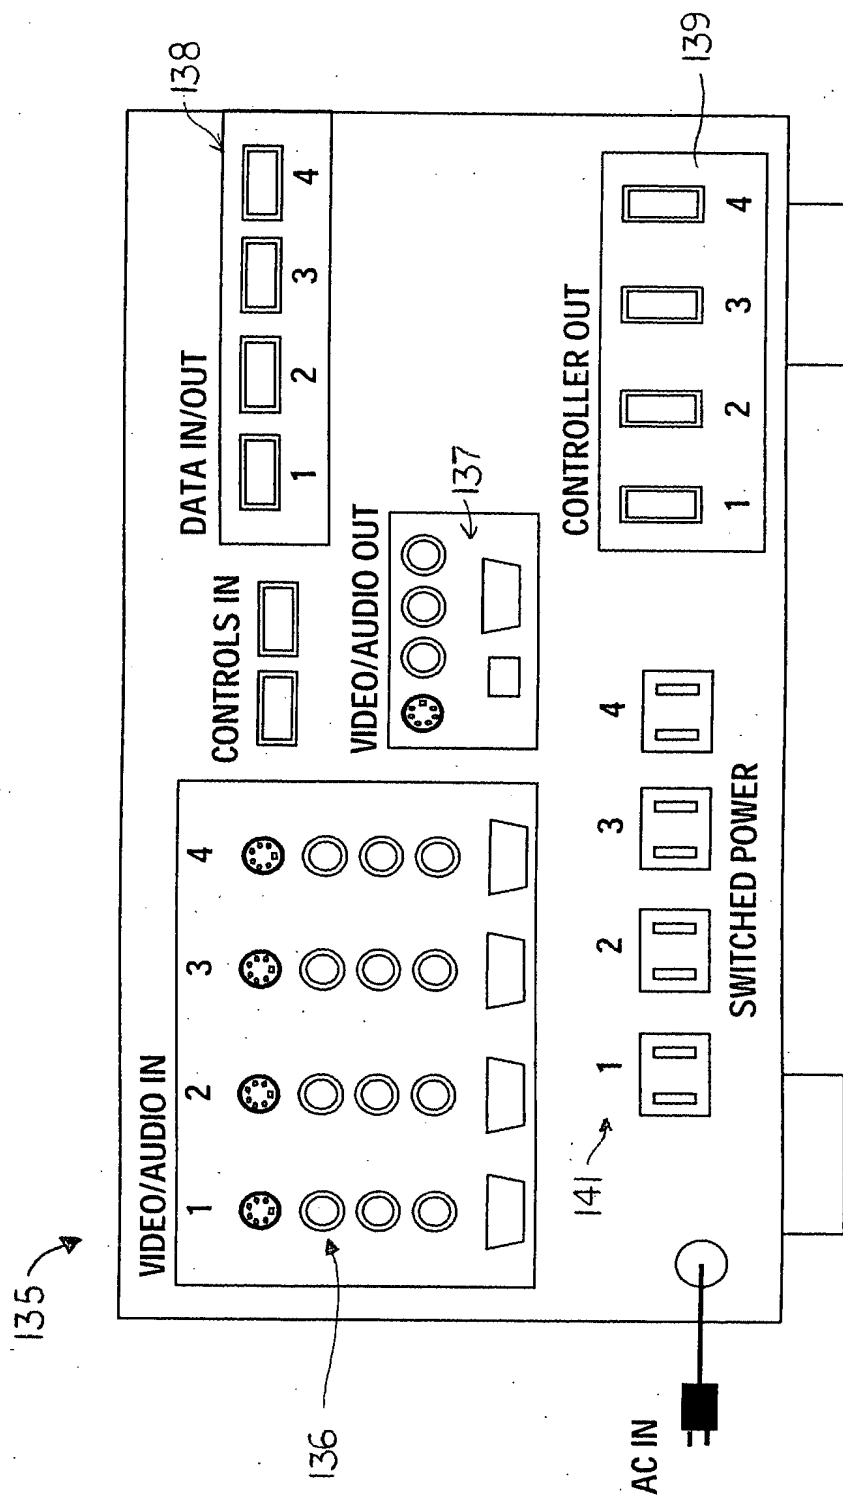 135
VIDEO/AUDIO IN
1 2 3 4
136
CONTROLS IN
DATA IN/OUT
138
1 2 3 4
VIDEO/AUDIO OUT
137
CONTROLLER OUT
1 2 3 4
139
141
1 2 3 4
SWITCHED POWER
AC IN